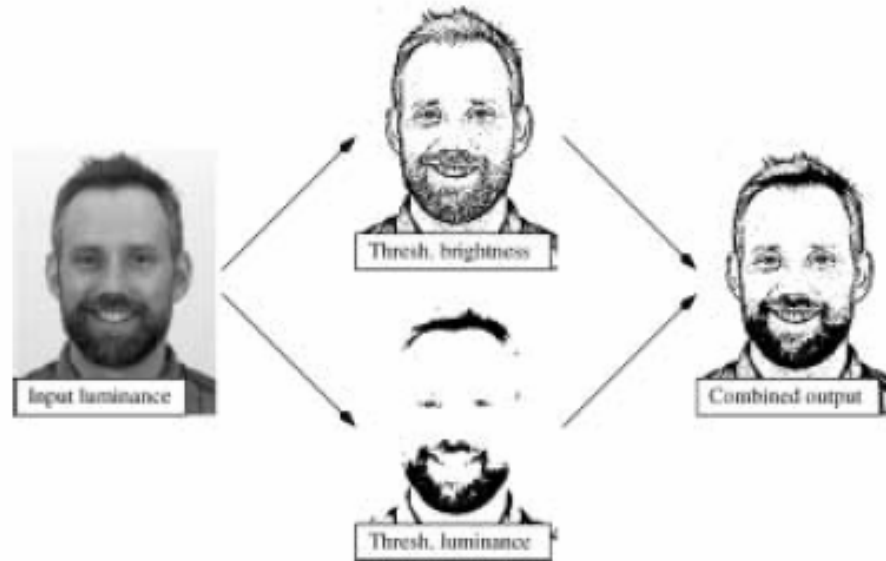 Thresh. brightness
Input luminance
Combined output
Thresh. luminance